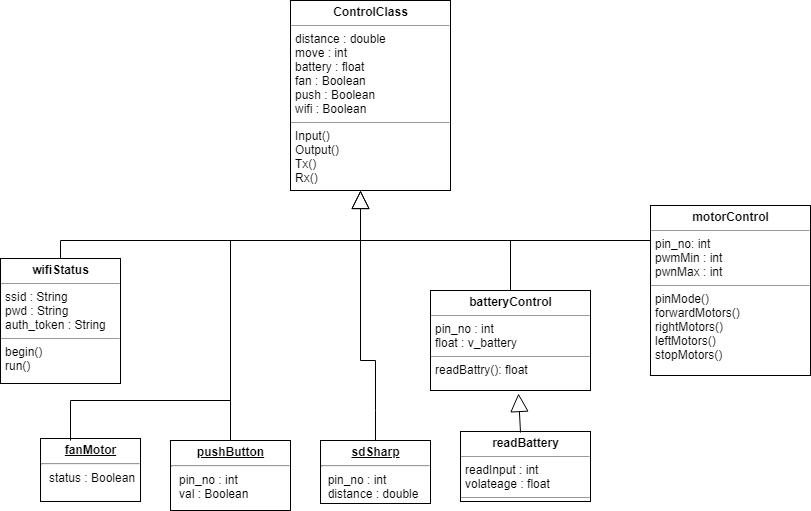 ControlClass
distance : double
move : int
battery : float
fan : Boolean
push : Boolean
wifi : Boolean
Input()
Output()
Tx()
Rx()
motorControl
pin_no: int
pwmMin : int
pwnMax : int
pinMode()
forwardMotors()
rightMotors()
leftMotors()
stopMotors()
wifiStatus
ssid : String
pwd : String
auth_token : String
begin()
run()
batteryControl
pin_no : int
float : v_battery
readBattry(): float
fanMotor
status : Boolean
pushButton
pin_no : int
val : Boolean
sdSharp
pin_no : int
distance : double
readBattery
readInput : int
volateage : float